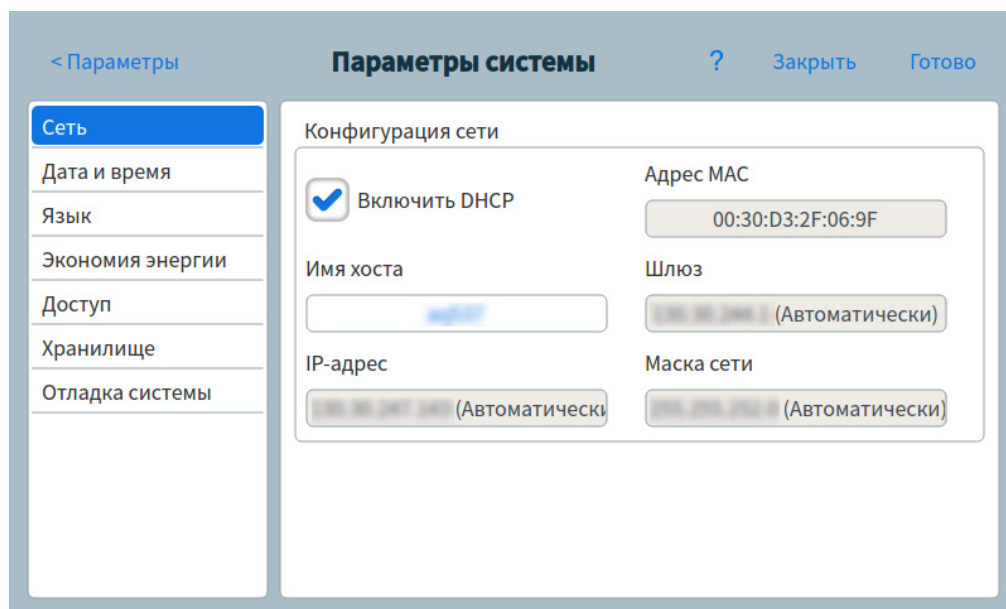 < Параметры
Параметры системы
?
Закрыть
Готово
Сеть
Дата и время
Язык
Экономия энергии
Доступ
Хранилище
Отладка системы
Конфигурация сети
Включить DHCP
Адрес MAC
00:30:D3:2F:06:9F
Имя хоста
Шлюз
(Автоматически)
IP-адрес
Маска сети
(Автоматически
(Автоматически)